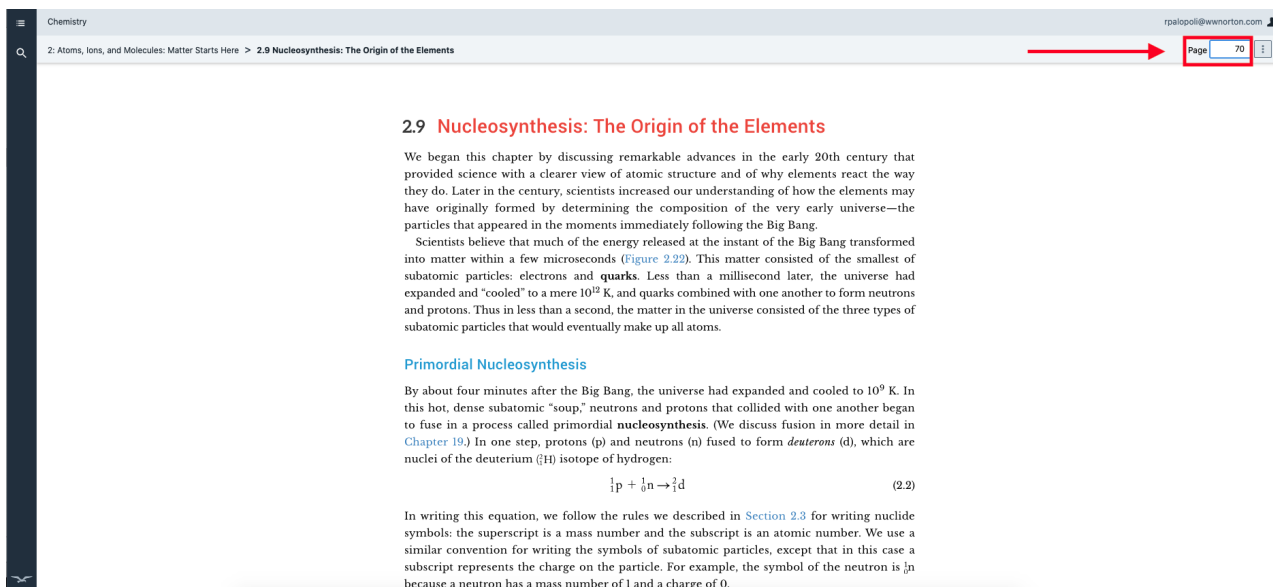 Chemistry
rpalopoli@wwnorton.com
2: Atoms, Ions, and Molecules: Matter Starts Here > 2.9 Nucleosynthesis: The Origin of the Elements
Page 70
2.9 Nucleosynthesis: The Origin of the Elements
We began this chapter by discussing remarkable advances in the early 20th century that
provided science with a clearer view of atomic structure and of why elements react the way
they do. Later in the century, scientists increased our understanding of how the elements may
have originally formed by determining the composition of the very early universe—the
particles that appeared in the moments immediately following the Big Bang.
Scientists believe that much of the energy released at the instant of the Big Bang transformed
into matter within a few microseconds (Figure 2.22). This matter consisted of the smallest of
subatomic particles: electrons and quarks. Less than a millisecond later, the universe had
expanded and “cooled” to a mere 10¹² K, and quarks combined with one another to form neutrons
and protons. Thus in less than a second, the matter in the universe consisted of the three types of
subatomic particles that would eventually make up all atoms.
Primordial Nucleosynthesis
By about four minutes after the Big Bang, the universe had expanded and cooled to 10⁹ K. In
this hot, dense subatomic “soup,” neutrons and protons that collided with one another began
to fuse in a process called primordial nucleosynthesis. (We discuss fusion in more detail in
Chapter 19.) In one step, protons (p) and neutrons (n) fused to form deuterons (d), which are
nuclei of the deuterium (²₁H) isotope of hydrogen:
¹₁p + ¹₀n → ²₁d (2.2)
In writing this equation, we follow the rules we described in Section 2.3 for writing nuclide
symbols: the superscript is a mass number and the subscript is an atomic number. We use a
similar convention for writing the symbols of subatomic particles, except that in this case a
subscript represents the charge on the particle. For example, the symbol of the neutron is ¹₀n
because a neutron has a mass number of 1 and a charge of 0.